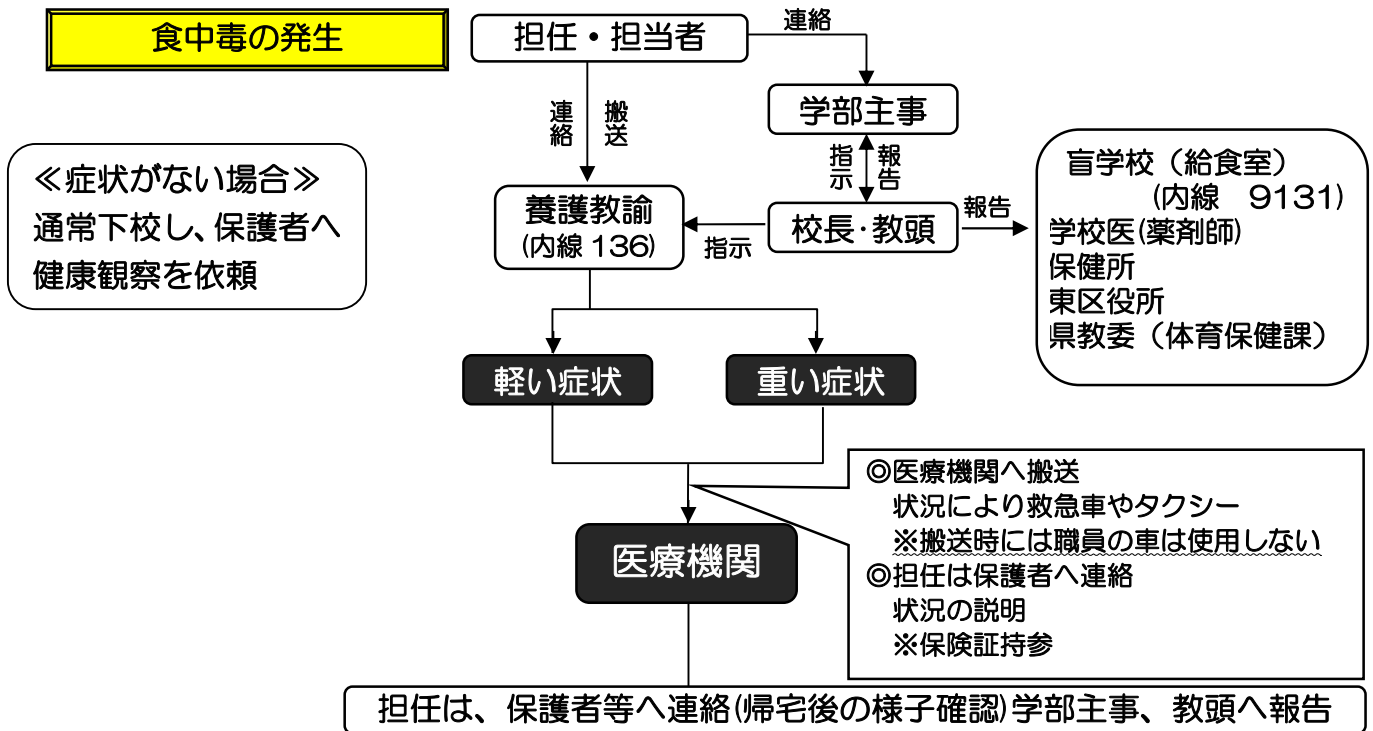 食中毒の発生
担任・担当者
連絡
学部主事
連絡
搬送
指示
報告
≪症状がない場合≫
通常下校し、保護者へ
健康観察を依頼
養護教諭
(内線 136)
指示
校長・教頭
報告
盲学校（給食室）
(内線　9131)
学校医(薬剤師)
保健所
東区役所
県教委（体育保健課）
軽い症状
重い症状
◎医療機関へ搬送
状況により救急車やタクシー
※搬送時には職員の車は使用しない
◎担任は保護者へ連絡
状況の説明
※保険証持参
医療機関
担任は、保護者等へ連絡(帰宅後の様子確認)学部主事、教頭へ報告